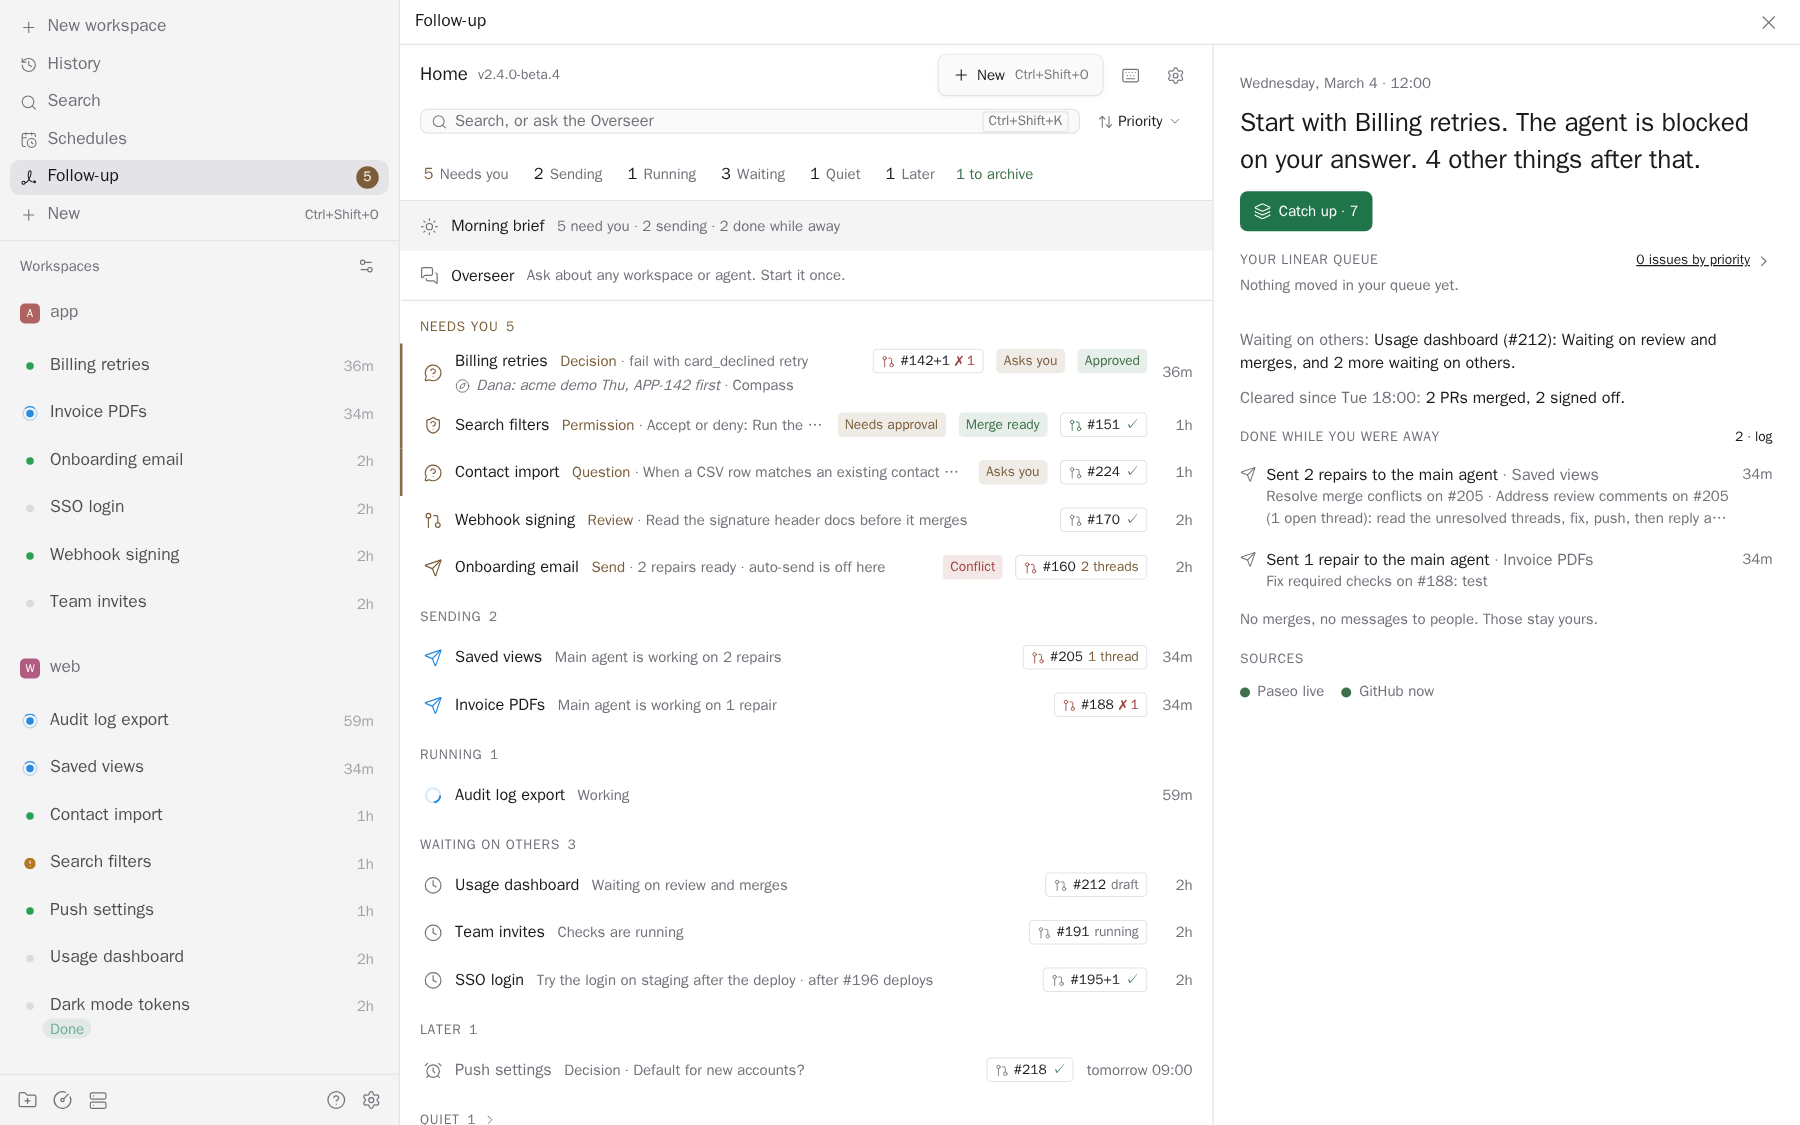 New workspace
History
Search
Schedules
Follow-up 5
New Ctrl+Shift+O
Workspaces
A app
Billing retries 36m
Invoice PDFs 34m
Onboarding email 2h
SSO login 2h
Webhook signing 2h
Team invites 2h
W web
Audit log export 59m
Saved views 34m
Contact import 1h
Search filters 1h
Push settings 1h
Usage dashboard 2h
Dark mode tokens 2h
Done
Follow-up
Home v2.4.0-beta.4
New Ctrl+Shift+O
Search, or ask the Overseer Ctrl+Shift+K
Priority
5 Needs you 2 Sending 1 Running 3 Waiting 1 Quiet 1 Later 1 to archive
Morning brief 5 need you · 2 sending · 2 done while away
Overseer Ask about any workspace or agent. Start it once.
NEEDS YOU 5
Billing retries Decision · fail with card_declined retry #142+1 ✗1 Asks you Approved 36m
Dana: acme demo Thu, APP-142 first · Compass
Search filters Permission · Accept or deny: Run the ··· Needs approval Merge ready #151 ✓ 1h
Contact import Question · When a CSV row matches an existing contact ··· Asks you #224 ✓ 1h
Webhook signing Review · Read the signature header docs before it merges #170 ✓ 2h
Onboarding email Send · 2 repairs ready · auto-send is off here Conflict #160 2 threads 2h
SENDING 2
Saved views Main agent is working on 2 repairs #205 1 thread 34m
Invoice PDFs Main agent is working on 1 repair #188 ✗1 34m
RUNNING 1
Audit log export Working 59m
WAITING ON OTHERS 3
Usage dashboard Waiting on review and merges #212 draft 2h
Team invites Checks are running #191 running 2h
SSO login Try the login on staging after the deploy · after #196 deploys #195+1 ✓ 2h
LATER 1
Push settings Decision · Default for new accounts? #218 ✓ tomorrow 09:00
QUIET 1
Wednesday, March 4 · 12:00
Start with Billing retries. The agent is blocked
on your answer. 4 other things after that.
Catch up · 7
YOUR LINEAR QUEUE 0 issues by priority
Nothing moved in your queue yet.
Waiting on others: Usage dashboard (#212): Waiting on review and
merges, and 2 more waiting on others.
Cleared since Tue 18:00: 2 PRs merged, 2 signed off.
DONE WHILE YOU WERE AWAY 2 · log
Sent 2 repairs to the main agent · Saved views 34m
Resolve merge conflicts on #205 · Address review comments on #205
(1 open thread): read the unresolved threads, fix, push, then reply a···
Sent 1 repair to the main agent · Invoice PDFs 34m
Fix required checks on #188: test
No merges, no messages to people. Those stay yours.
SOURCES
Paseo live GitHub now